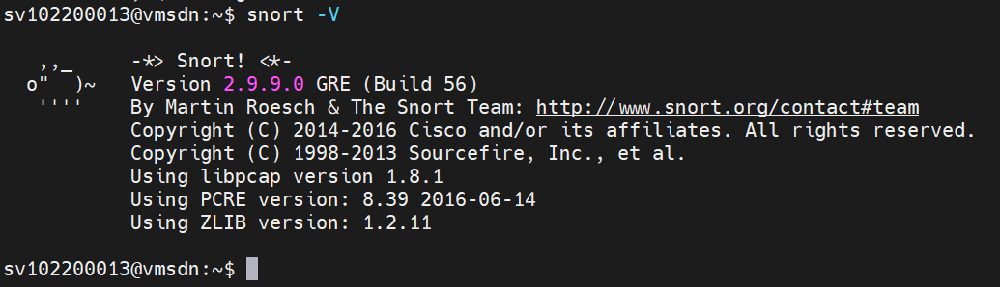 sv102200013@vmsdn:~$ snort -V
   ,,_     -*> Snort! <*-
  o"  )~   Version 2.9.9.0 GRE (Build 56)
   ''''    By Martin Roesch & The Snort Team: http://www.snort.org/contact#team
           Copyright (C) 2014-2016 Cisco and/or its affiliates. All rights reserved.
           Copyright (C) 1998-2013 Sourcefire, Inc., et al.
           Using libpcap version 1.8.1
           Using PCRE version: 8.39 2016-06-14
           Using ZLIB version: 1.2.11
sv102200013@vmsdn:~$